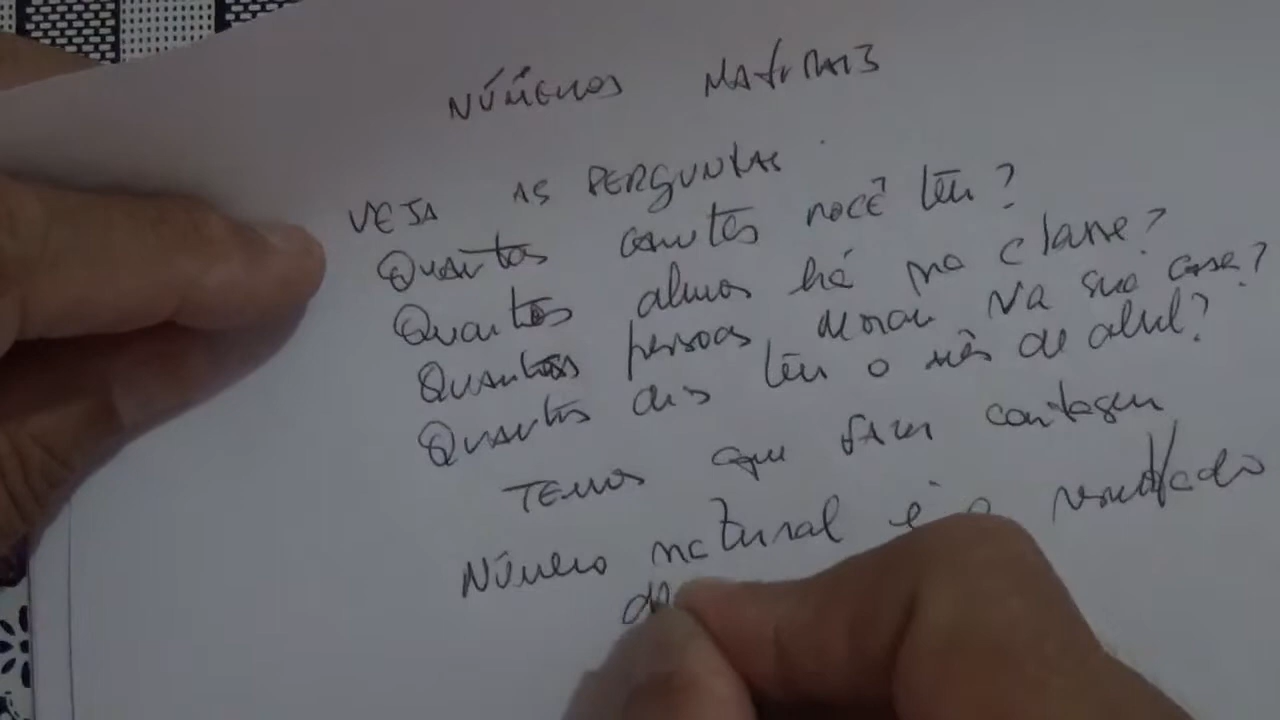 NÚMEROS NATURAIS
VEJA AS PERGUNTAS
Quantos você tem?
Quantos alunos há na classe?
Quantas pessoas moram NA sua casa?
Quantos dias tem o mês de abril?
TEMOS que fazer contagem
Número natural é o resultado
da